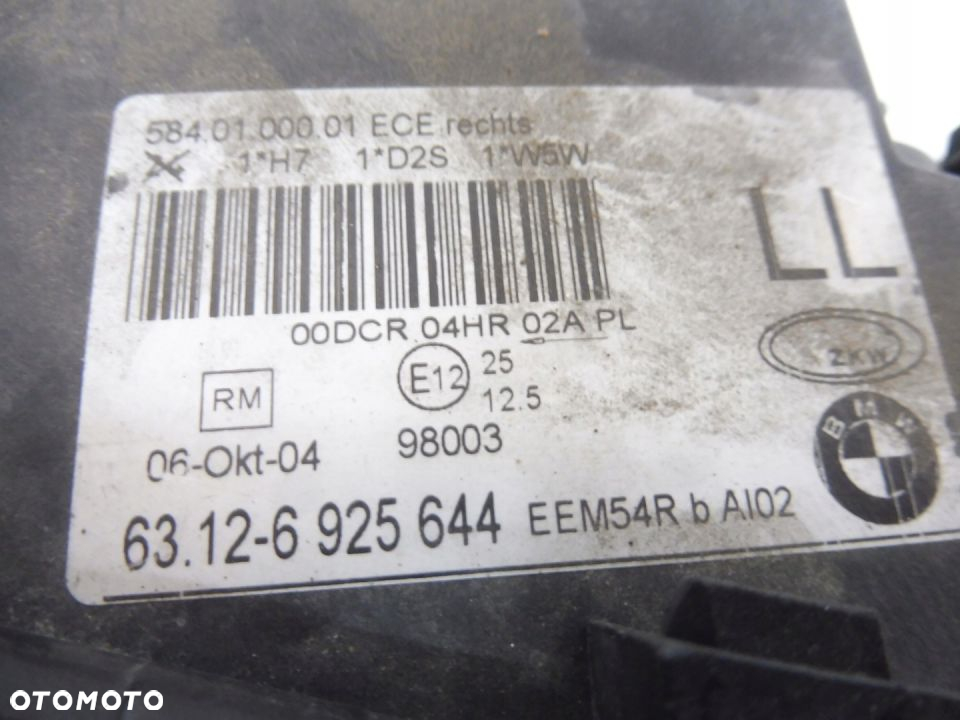 584.01.000.01 ECE rechts
1*H7 1*D2S 1*W5W
LL
00DCR 04HR 02A PL
RM
E12
25
12.5
ZKW
06-Okt-04
98003
BMW
63.12-6 925 644
EEM54R b AI02
OTOMOTO